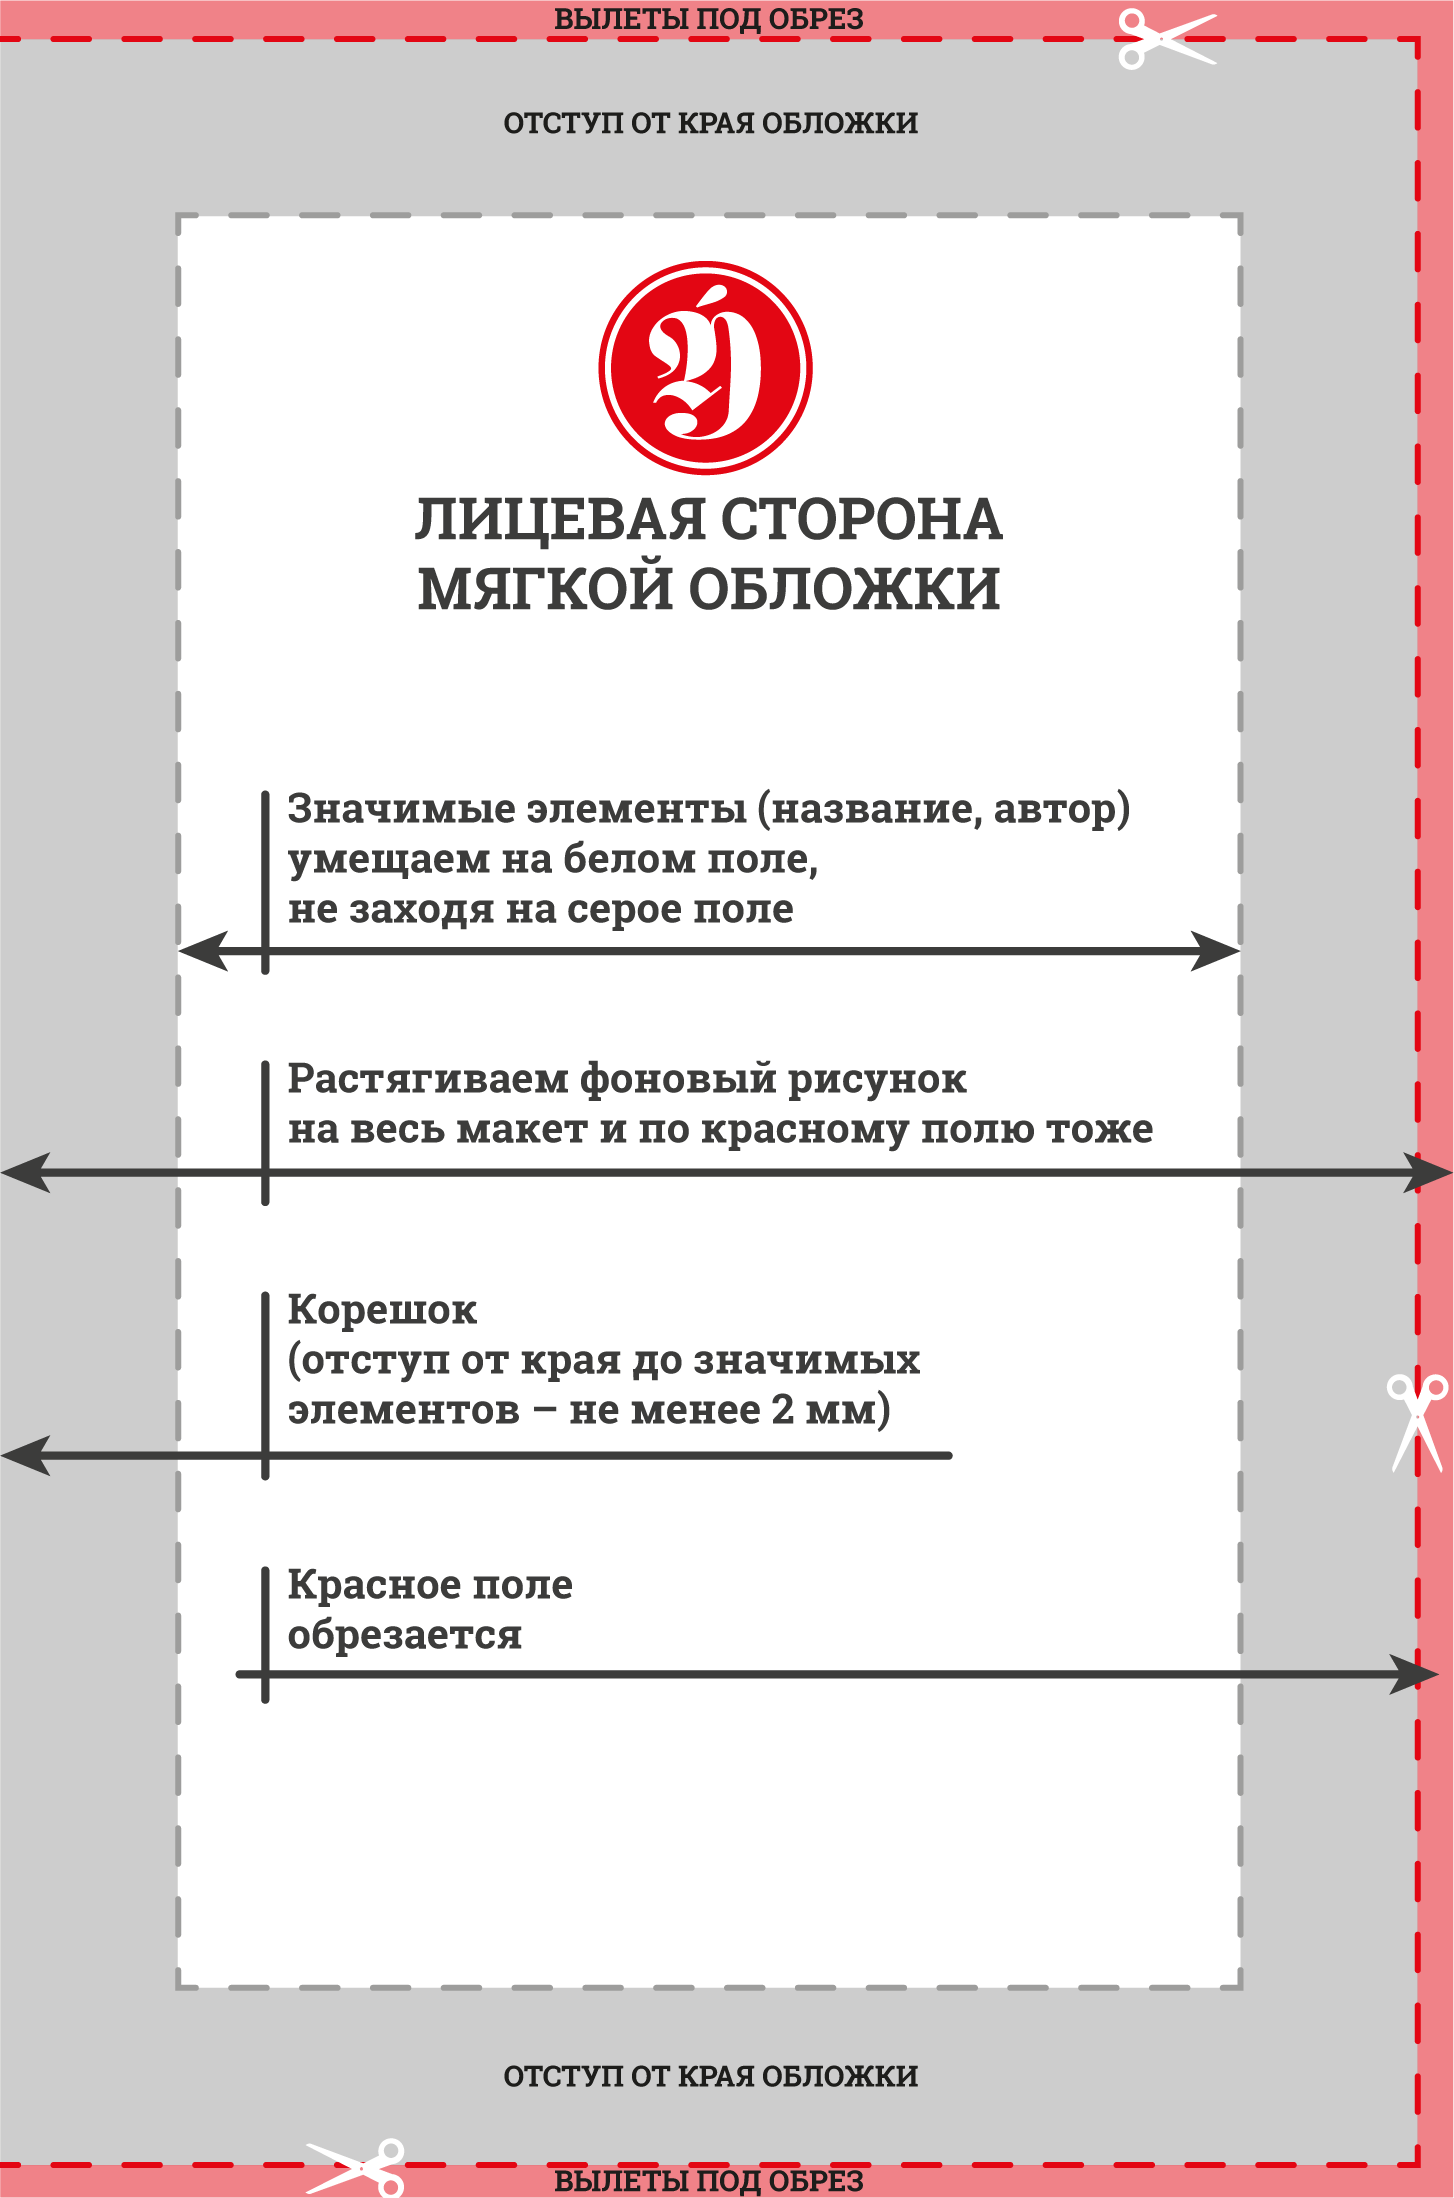 ВЫЛЕТЫ ПОД ОБРЕЗ
ОТСТУП ОТ КРАЯ ОБЛОЖКИ
ЛИЦЕВАЯ СТОРОНА
МЯГКОЙ ОБЛОЖКИ
Значимые элементы (название, автор)
умещаем на белом поле,
не заходя на серое поле
Растягиваем фоновый рисунок
на весь макет и по красному полю тоже
Корешок
(отступ от края до значимых
элементов – не менее 2 мм)
Красное поле
обрезается
ОТСТУП ОТ КРАЯ ОБЛОЖКИ
ВЫЛЕТЫ ПОД ОБРЕЗ